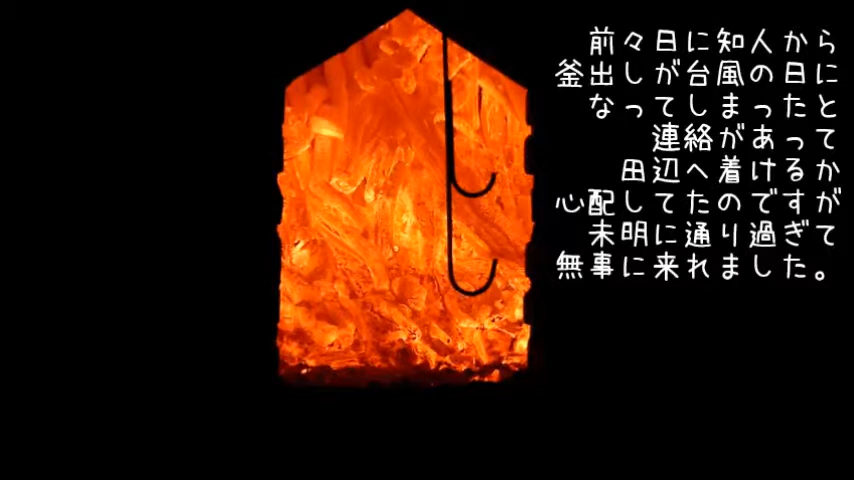 前々日に知人から
釜出しが台風の日に
なってしまったと
連絡があって
田辺へ着けるか
心配してたのですが
未明に通り過ぎて
無事に来れました。